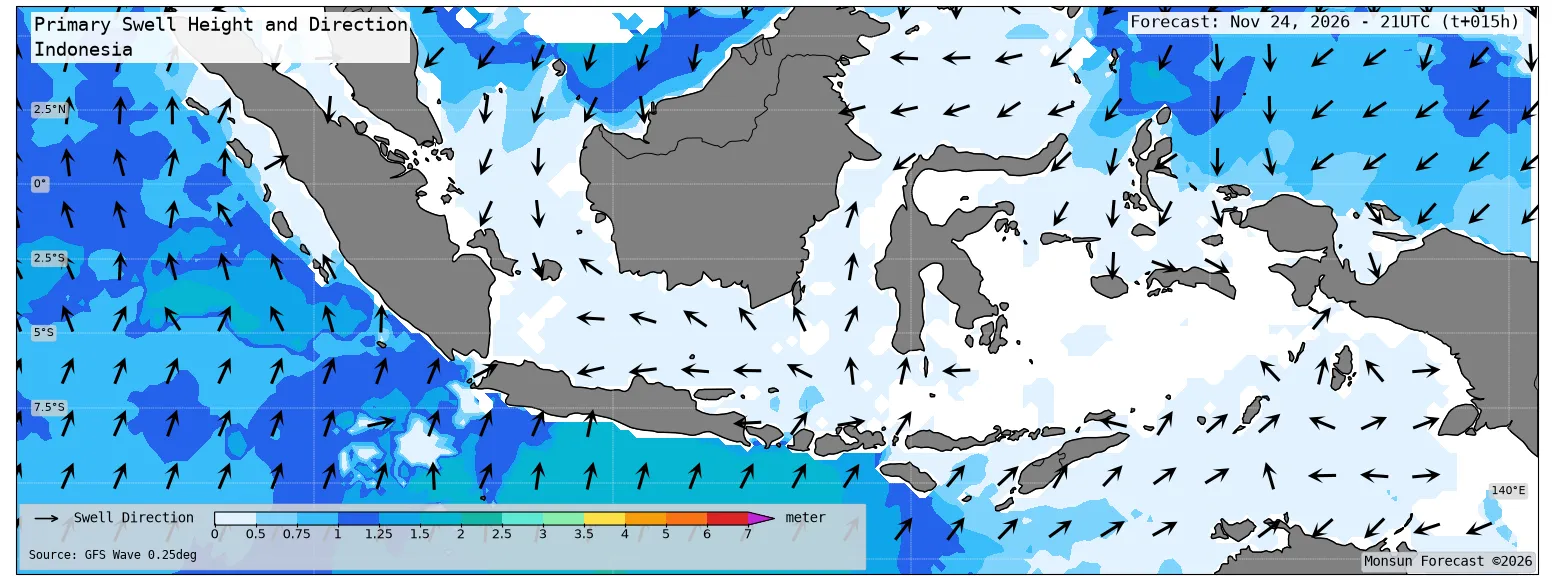 Primary Swell Height and Direction
Indonesia
Forecast: Nov 24, 2026 - 21UTC (t+015h)
2.5°N
0°
2.5°S
5°S
7.5°S
140°E
Swell Direction
0 0.5 0.75 1 1.25 1.5 2 2.5 3 3.5 4 5 6 7
meter
Source: GFS Wave 0.25deg
Monsun Forecast ©2026